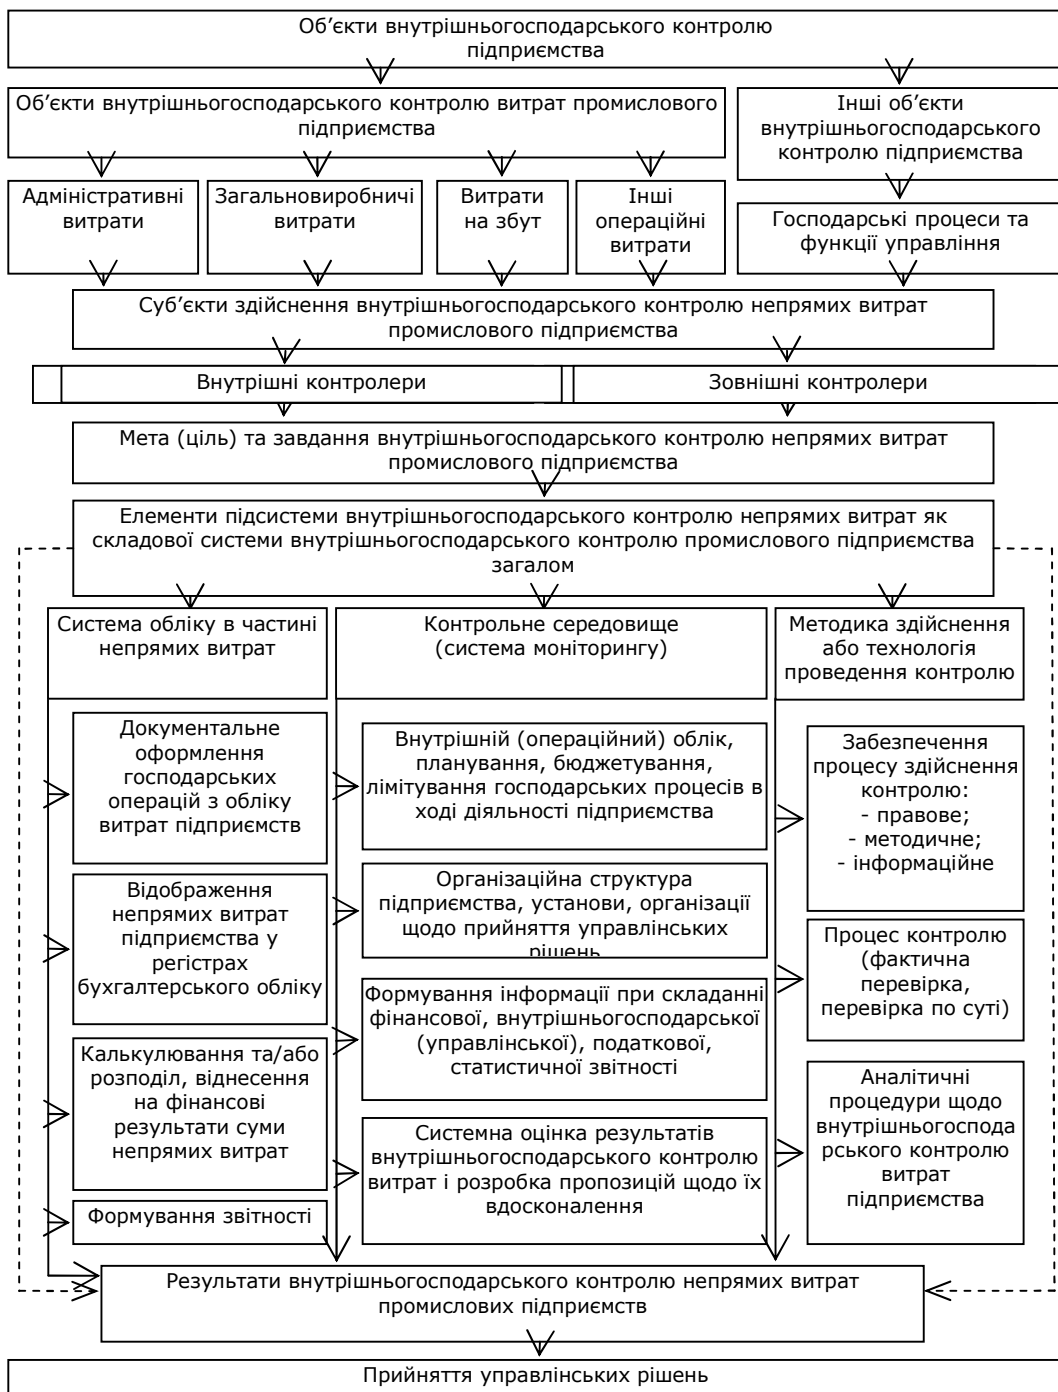 Об’єкти внутрішньогосподарського контролю
підприємства
Об’єкти внутрішньогосподарського контролю витрат промислового
підприємства
Інші об’єкти
внутрішньогосподарського
контролю підприємства
Адміністративні
витрати
Загальновиробничі
витрати
Витрати
на збут
Інші
операційні
витрати
Господарські процеси та
функції управління
Суб’єкти здійснення внутрішньогосподарського контролю непрямих витрат
промислового підприємства
Внутрішні контролери
Зовнішні контролери
Мета (ціль) та завдання внутрішньогосподарського контролю непрямих витрат
промислового підприємства
Елементи підсистеми внутрішньогосподарського контролю непрямих витрат як
складової системи внутрішньогосподарського контролю промислового підприємства
загалом
Система обліку в частині
непрямих витрат
Контрольне середовище
(система моніторингу)
Методика здійснення
або технологія
проведення контролю
Документальне
оформлення
господарських
операцій з обліку
витрат підприємств
Відображення
непрямих витрат
підприємства у
регістрах
бухгалтерського обліку
Калькулювання та/або
розподіл, віднесення
на фінансові
результати суми
непрямих витрат
Формування звітності
Внутрішній (операційний) облік,
планування, бюджетування,
лімітування господарських процесів в
ході діяльності підприємства
Організаційна структура
підприємства, установи, організації
щодо прийняття управлінських
рішень
Формування інформації при складанні
фінансової, внутрішньогосподарської
(управлінської), податкової,
статистичної звітності
Системна оцінка результатів
внутрішньогосподарського контролю
витрат і розробка пропозицій щодо їх
вдосконалення
Забезпечення
процесу здійснення
контролю:
- правове;
- методичне;
- інформаційне
Процес контролю
(фактична
перевірка,
перевірка по суті)
Аналітичні
процедури щодо
внутрішньогоспода
рського контролю
витрат
підприємства
Результати внутрішньогосподарського контролю непрямих витрат
промислових підприємств
Прийняття управлінських рішень